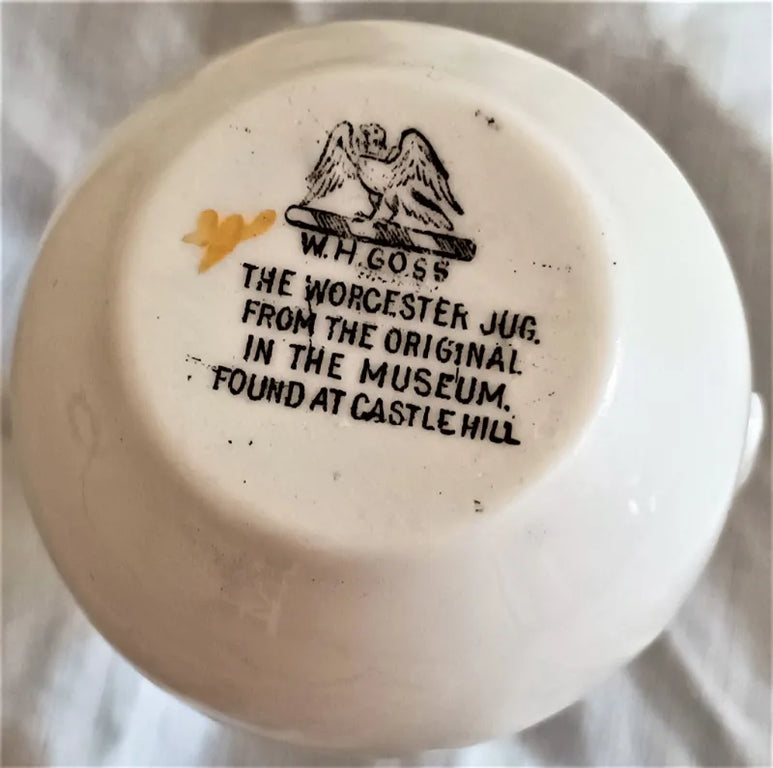 W.H.GOSS
THE WORCESTER JUG.
FROM THE ORIGINAL
IN THE MUSEUM.
FOUND AT CASTLE HILL